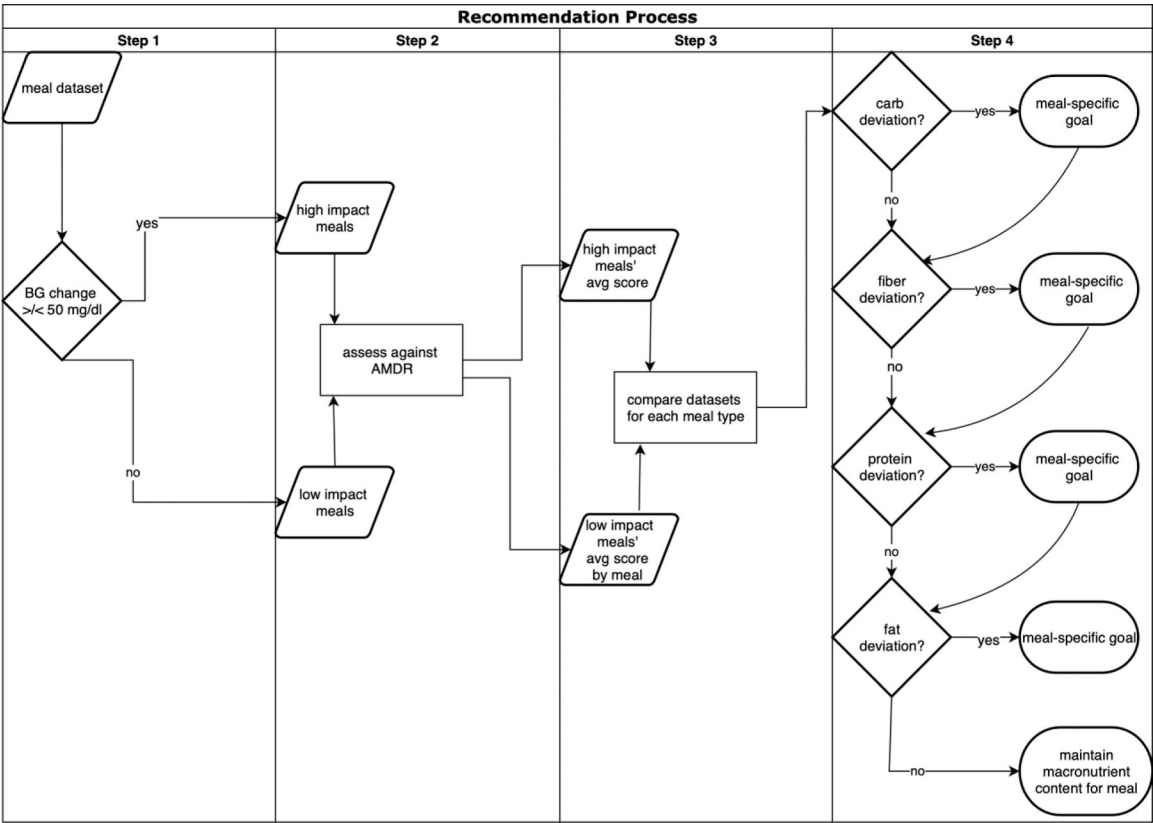 Recommendation Process
Step 1
Step 2
Step 3
Step 4
meal dataset
BG change
>/< 50 mg/dl
yes
no
high impact
meals
assess against
AMDR
low impact
meals
high impact
meals'
avg score
compare datasets
for each meal type
low impact
meals'
avg score
by meal
carb
deviation?
yes
meal-specific
goal
no
fiber
deviation?
yes
meal-specific
goal
no
protein
deviation?
yes
meal-specific
goal
no
fat
deviation?
yes
meal-specific goal
no
maintain
macronutrient
content for meal